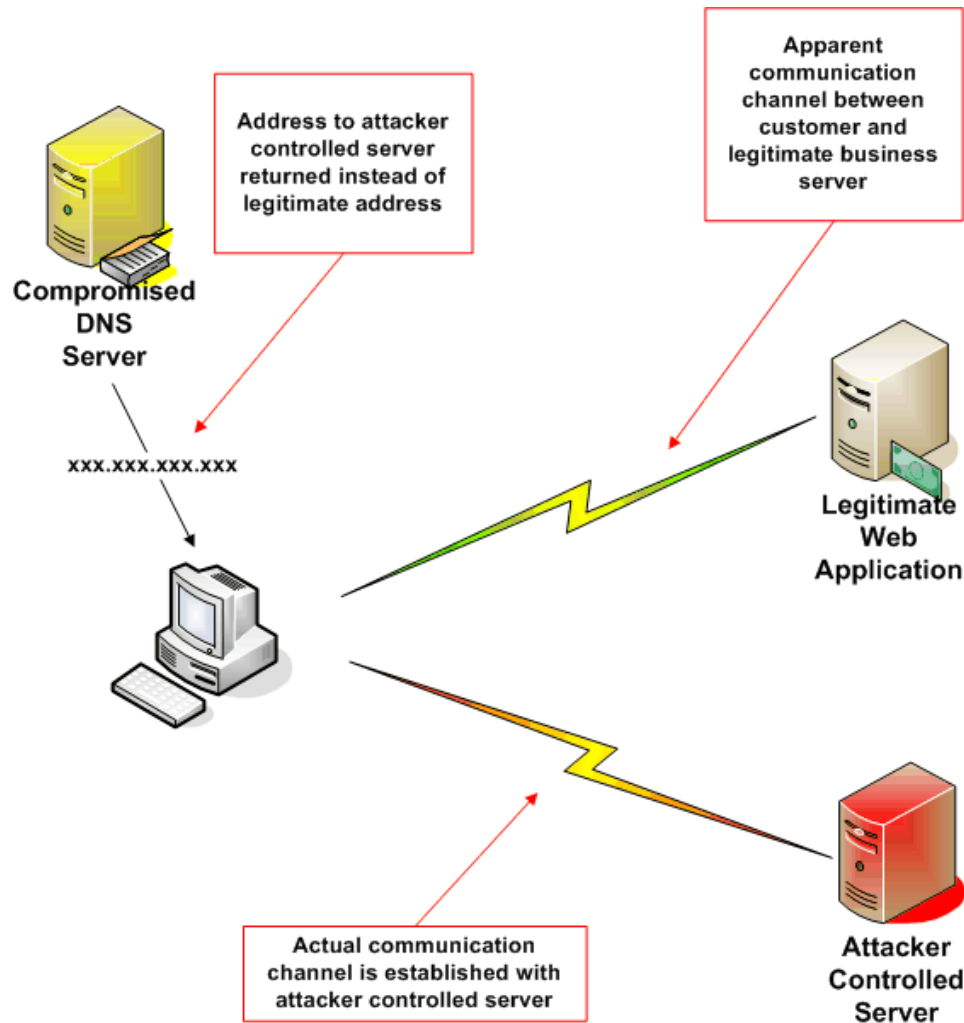 Address to attacker
controlled server
returned instead of
legitimate address
Apparent
communication
channel between
customer and
legitimate business
server
Compromised
DNS
Server
xxx.xxx.xxx.xxx
Legitimate
Web
Application
Actual communication
channel is established with
attacker controlled server
Attacker
Controlled
Server